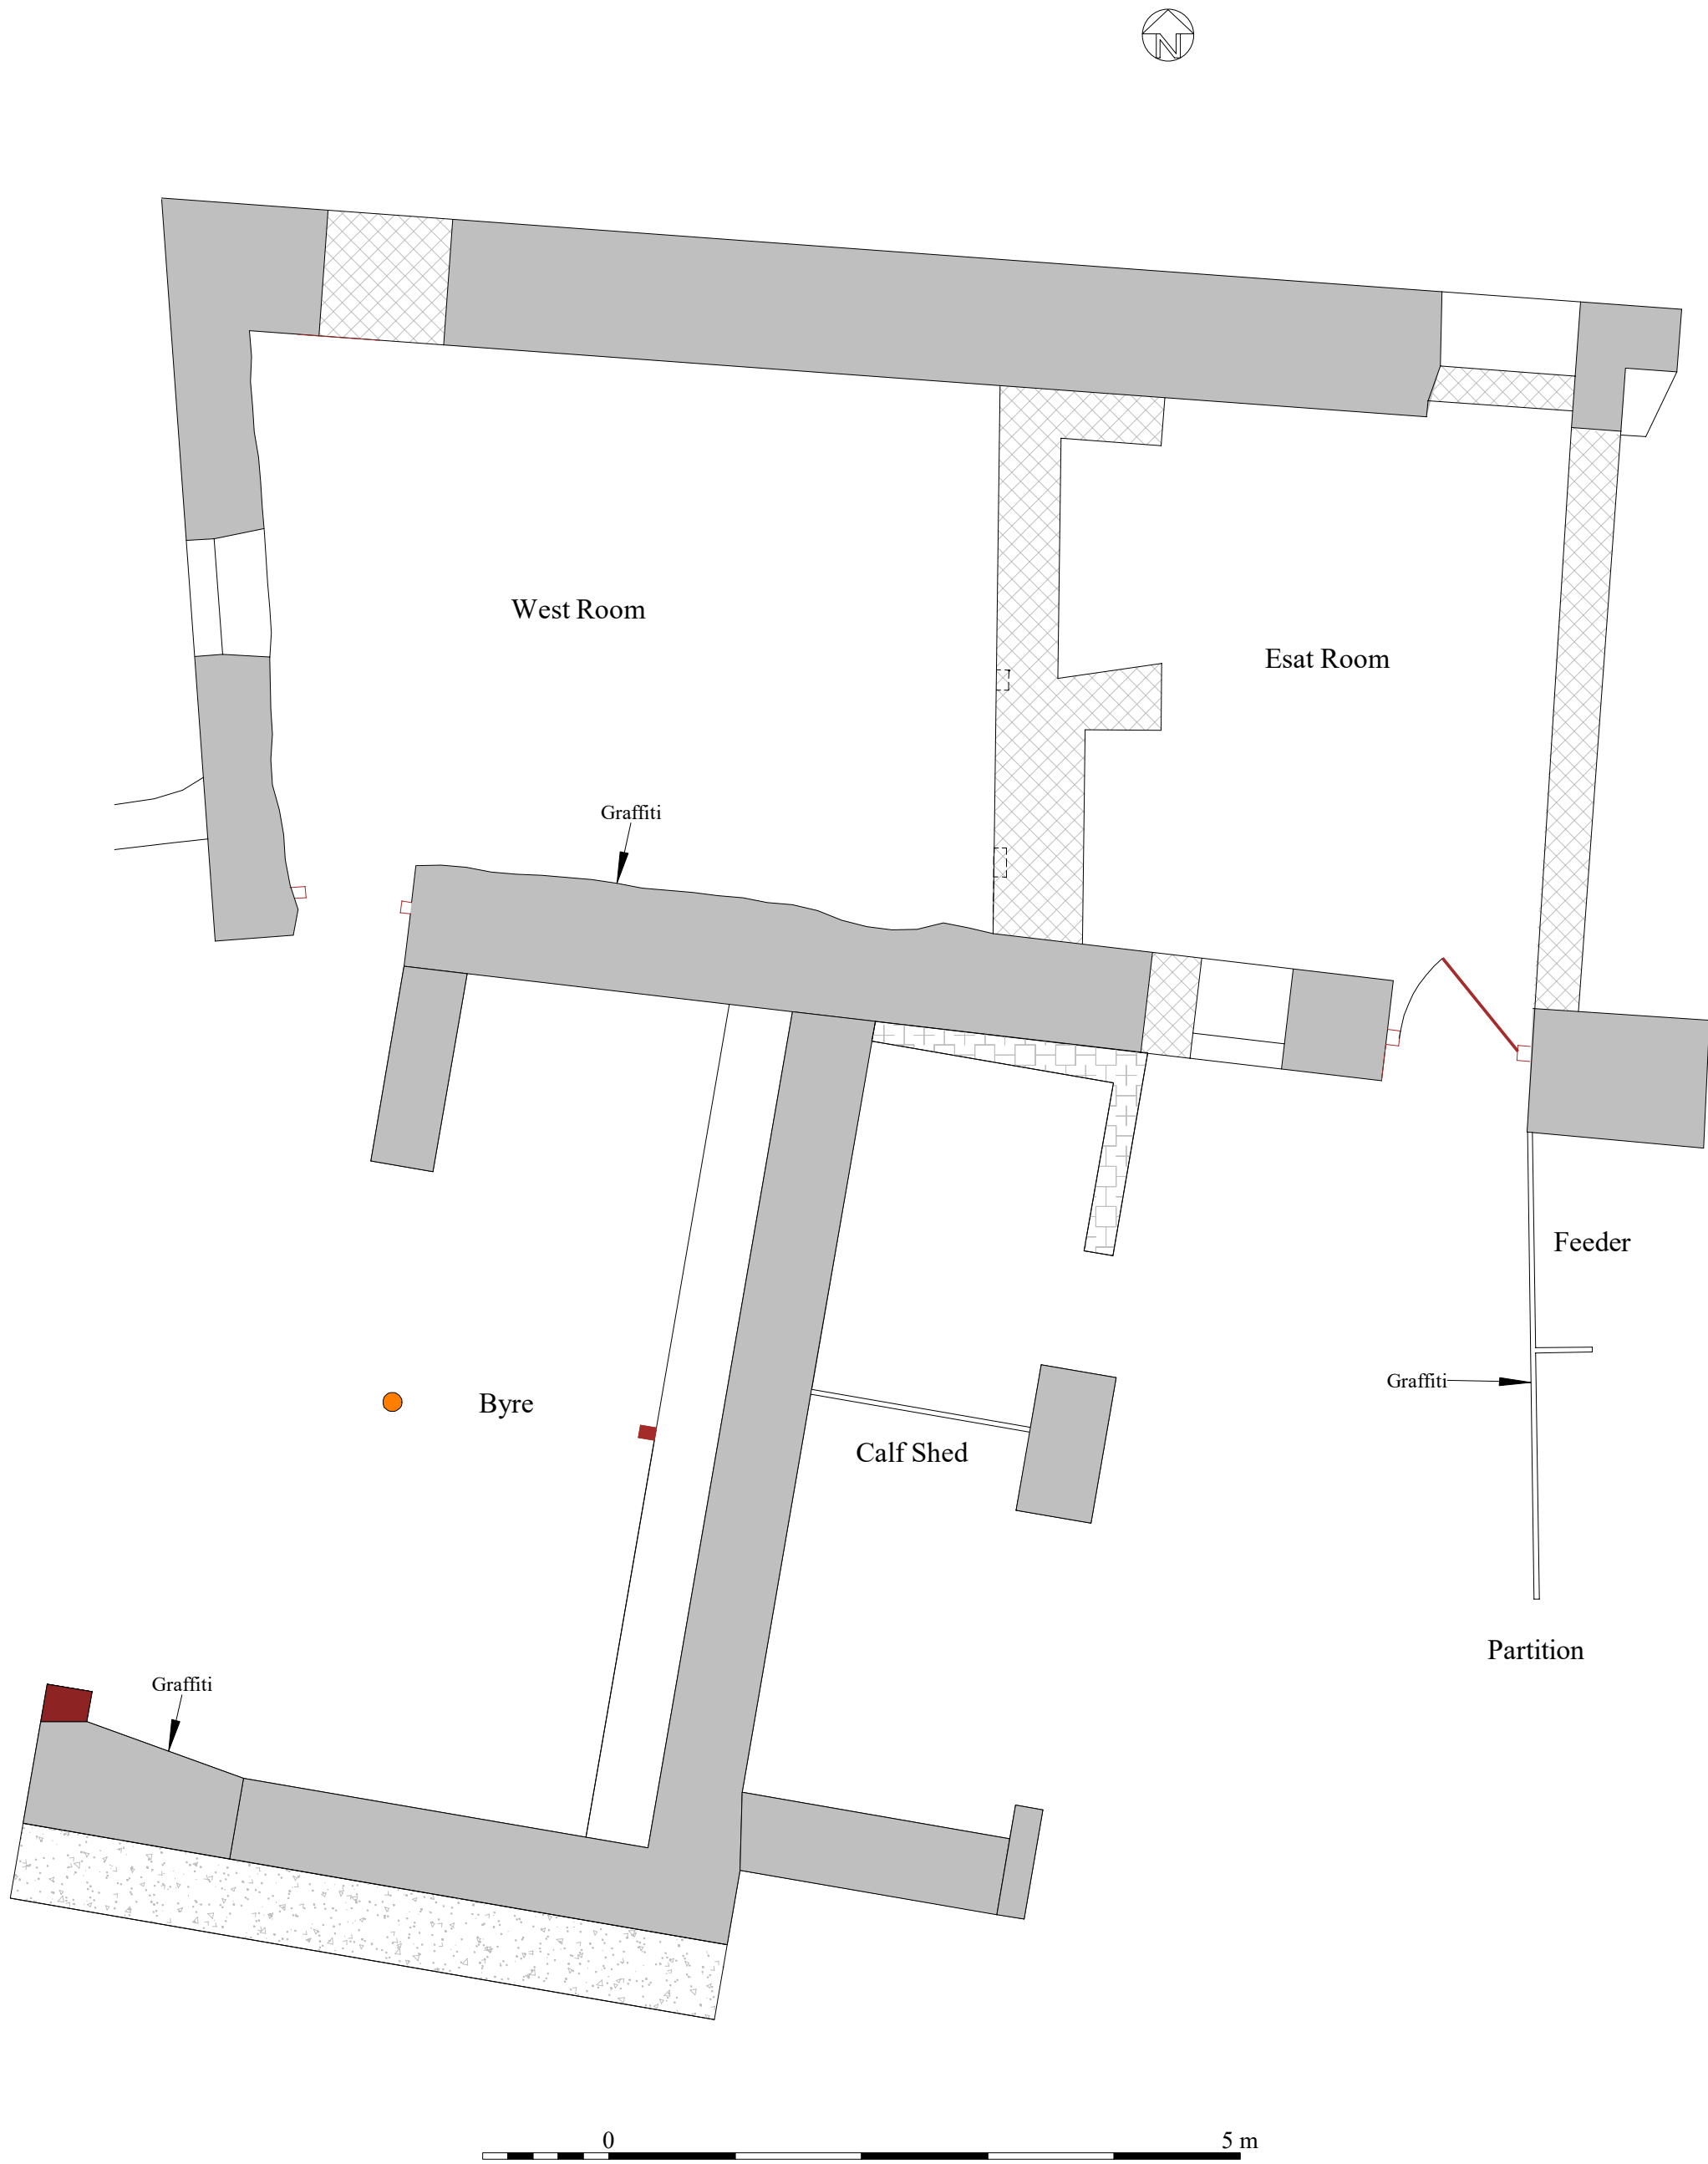 N
West Room
Esat Room
Graffiti
Feeder
Graffiti
Byre
Calf Shed
Partition
Graffiti
0 5 m